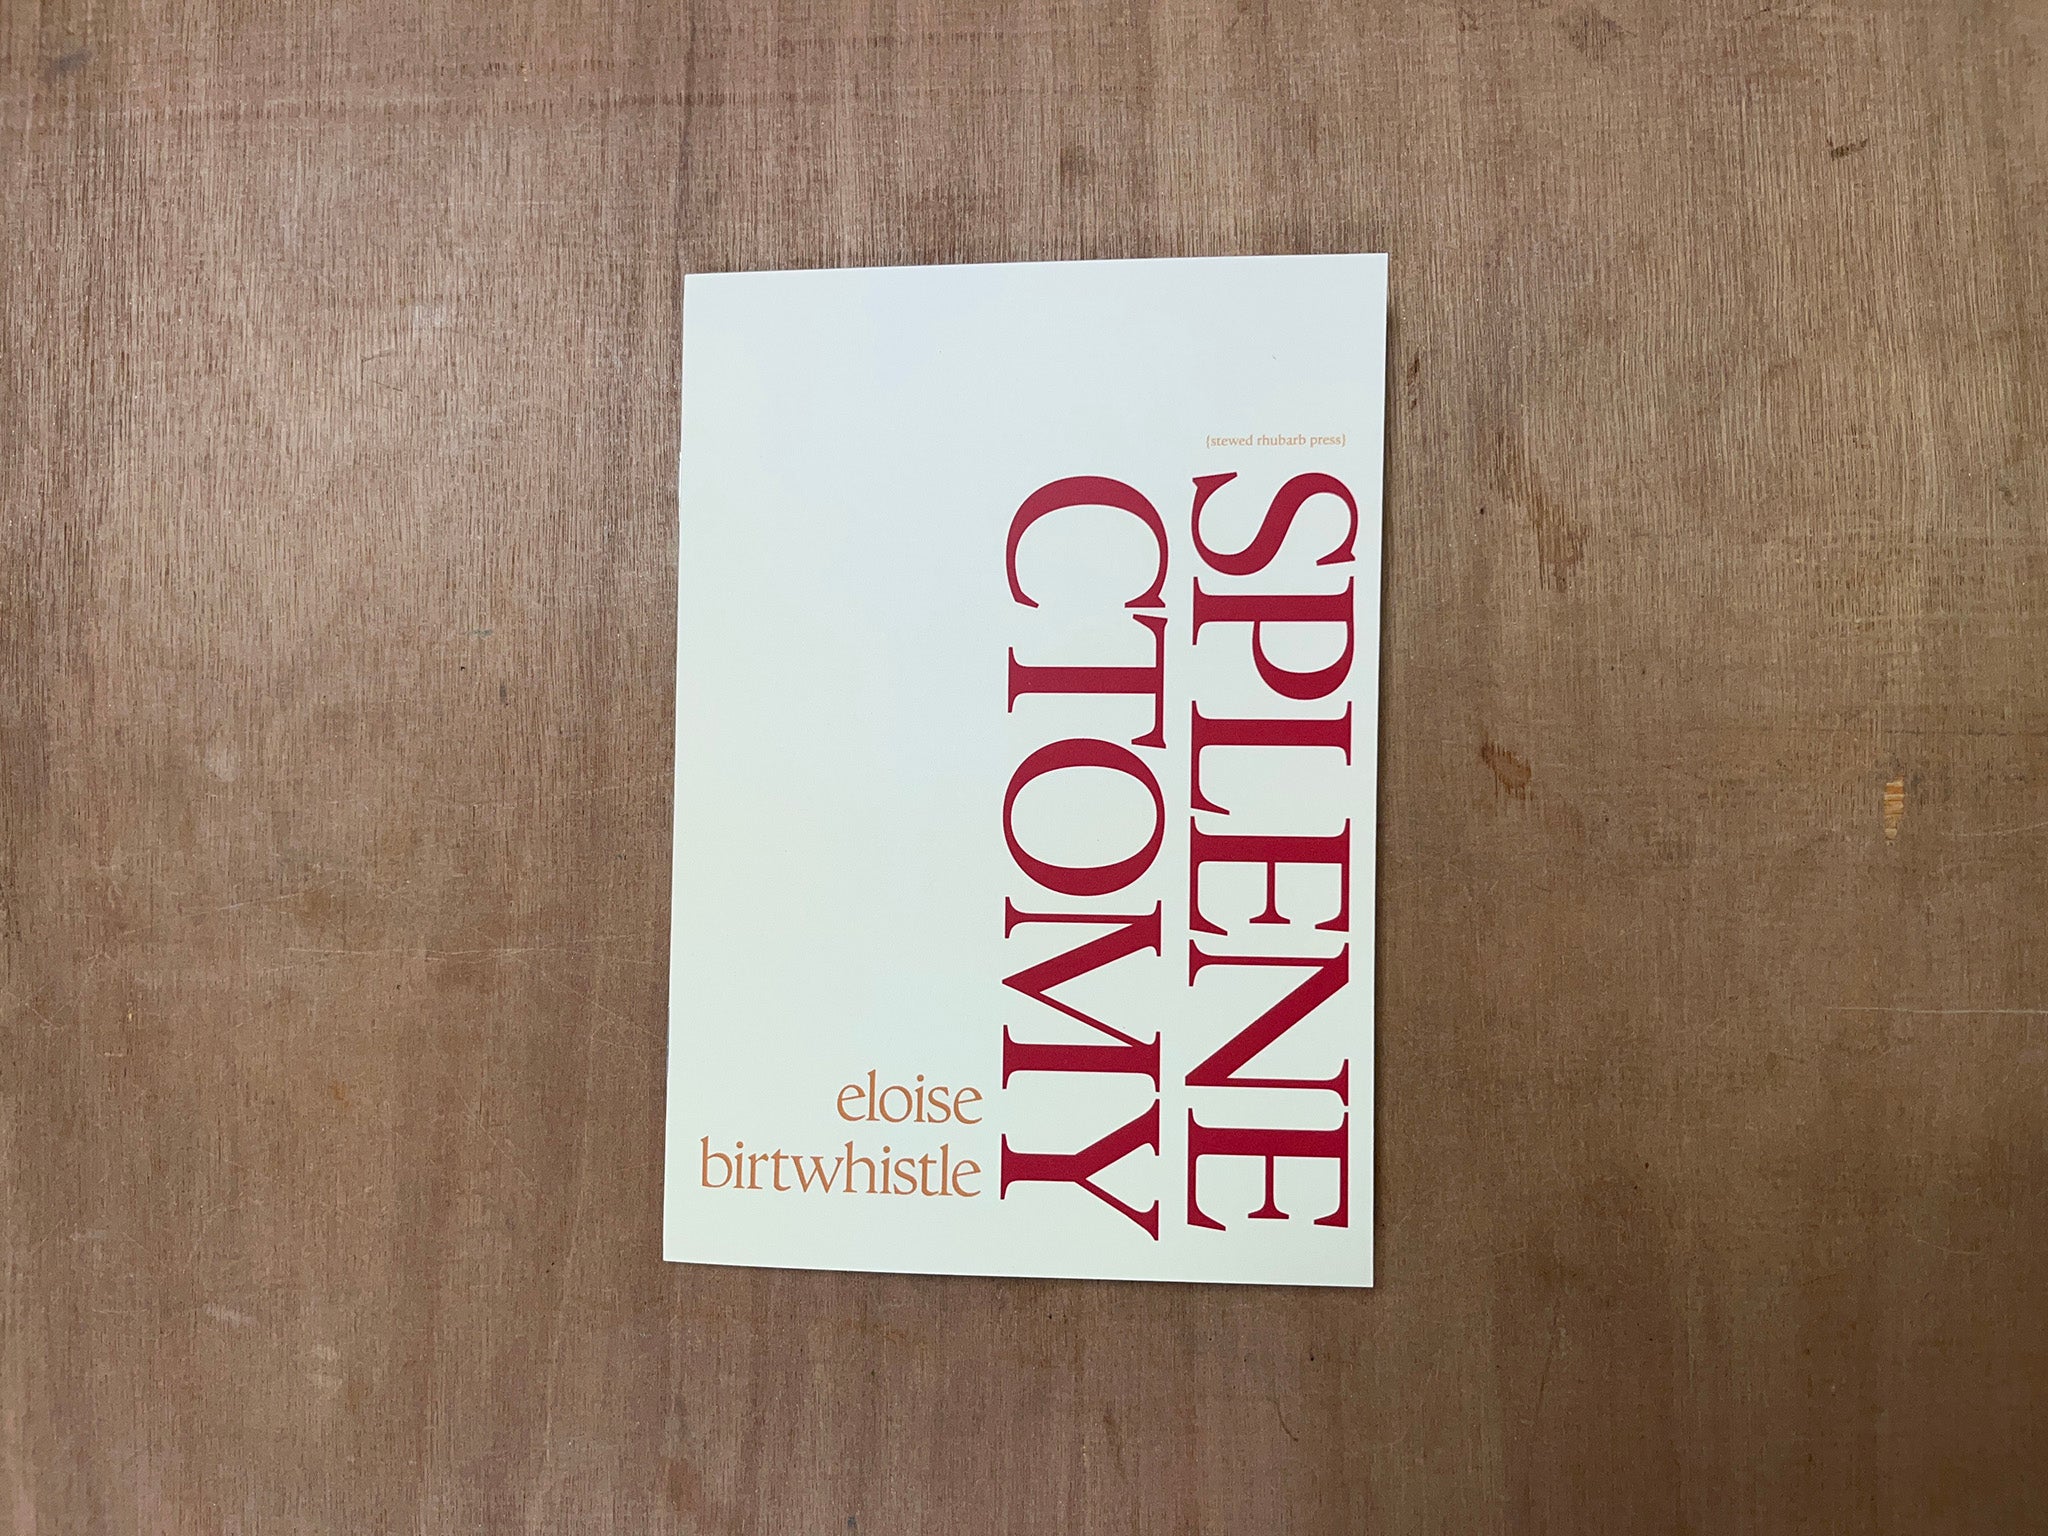 {stewed rhubarb press}
SPLENE
CTOMY
eloise
birtwhistle